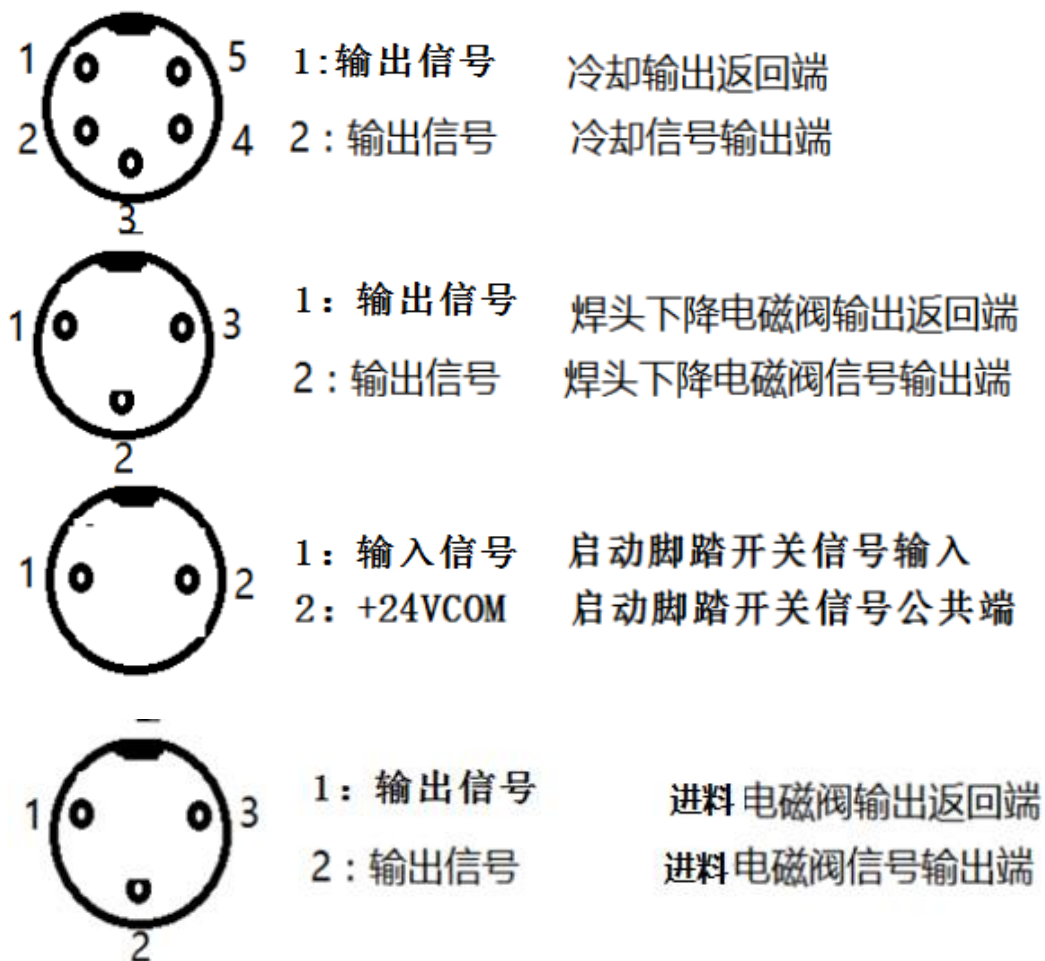 1 5 1:输出信号 冷却输出返回端
2 4 2：输出信号 冷却信号输出端
3
1 3 1：输出信号 焊头下降电磁阀输出返回端
2：输出信号 焊头下降电磁阀信号输出端
2
1 2 1：输入信号 启动脚踏开关信号输入
2：+24VCOM 启动脚踏开关信号公共端
1 3 1：输出信号 进料电磁阀输出返回端
2：输出信号 进料电磁阀信号输出端
2